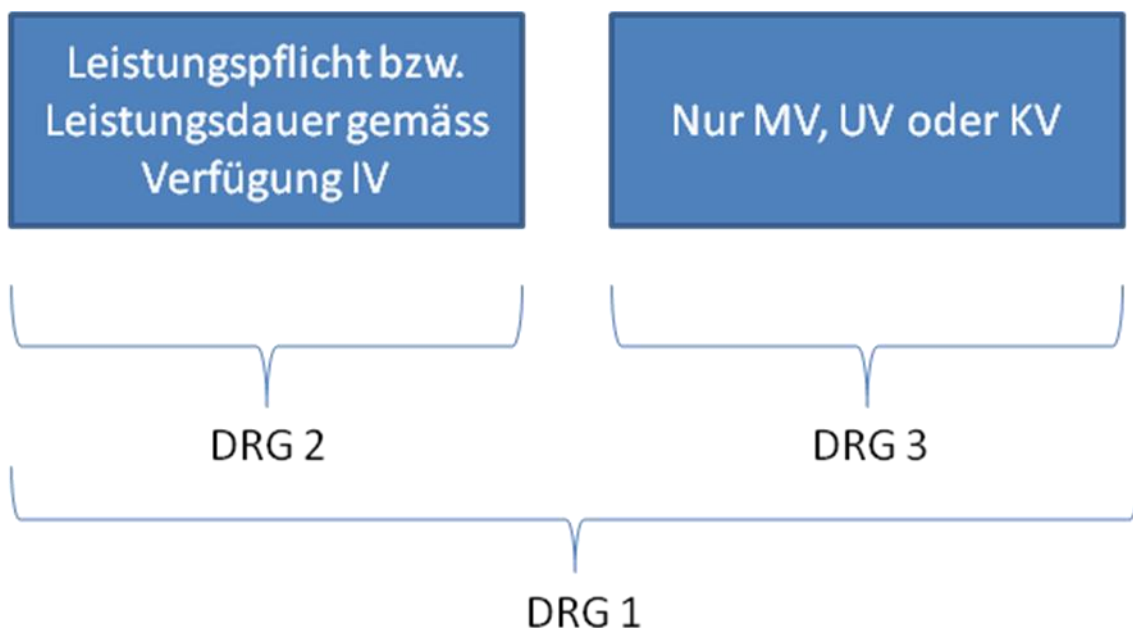 Leistungspflicht bzw.
Leistungsdauer gemäss
Verfügung IV
Nur MV, UV oder KV
DRG 2
DRG 3
DRG 1